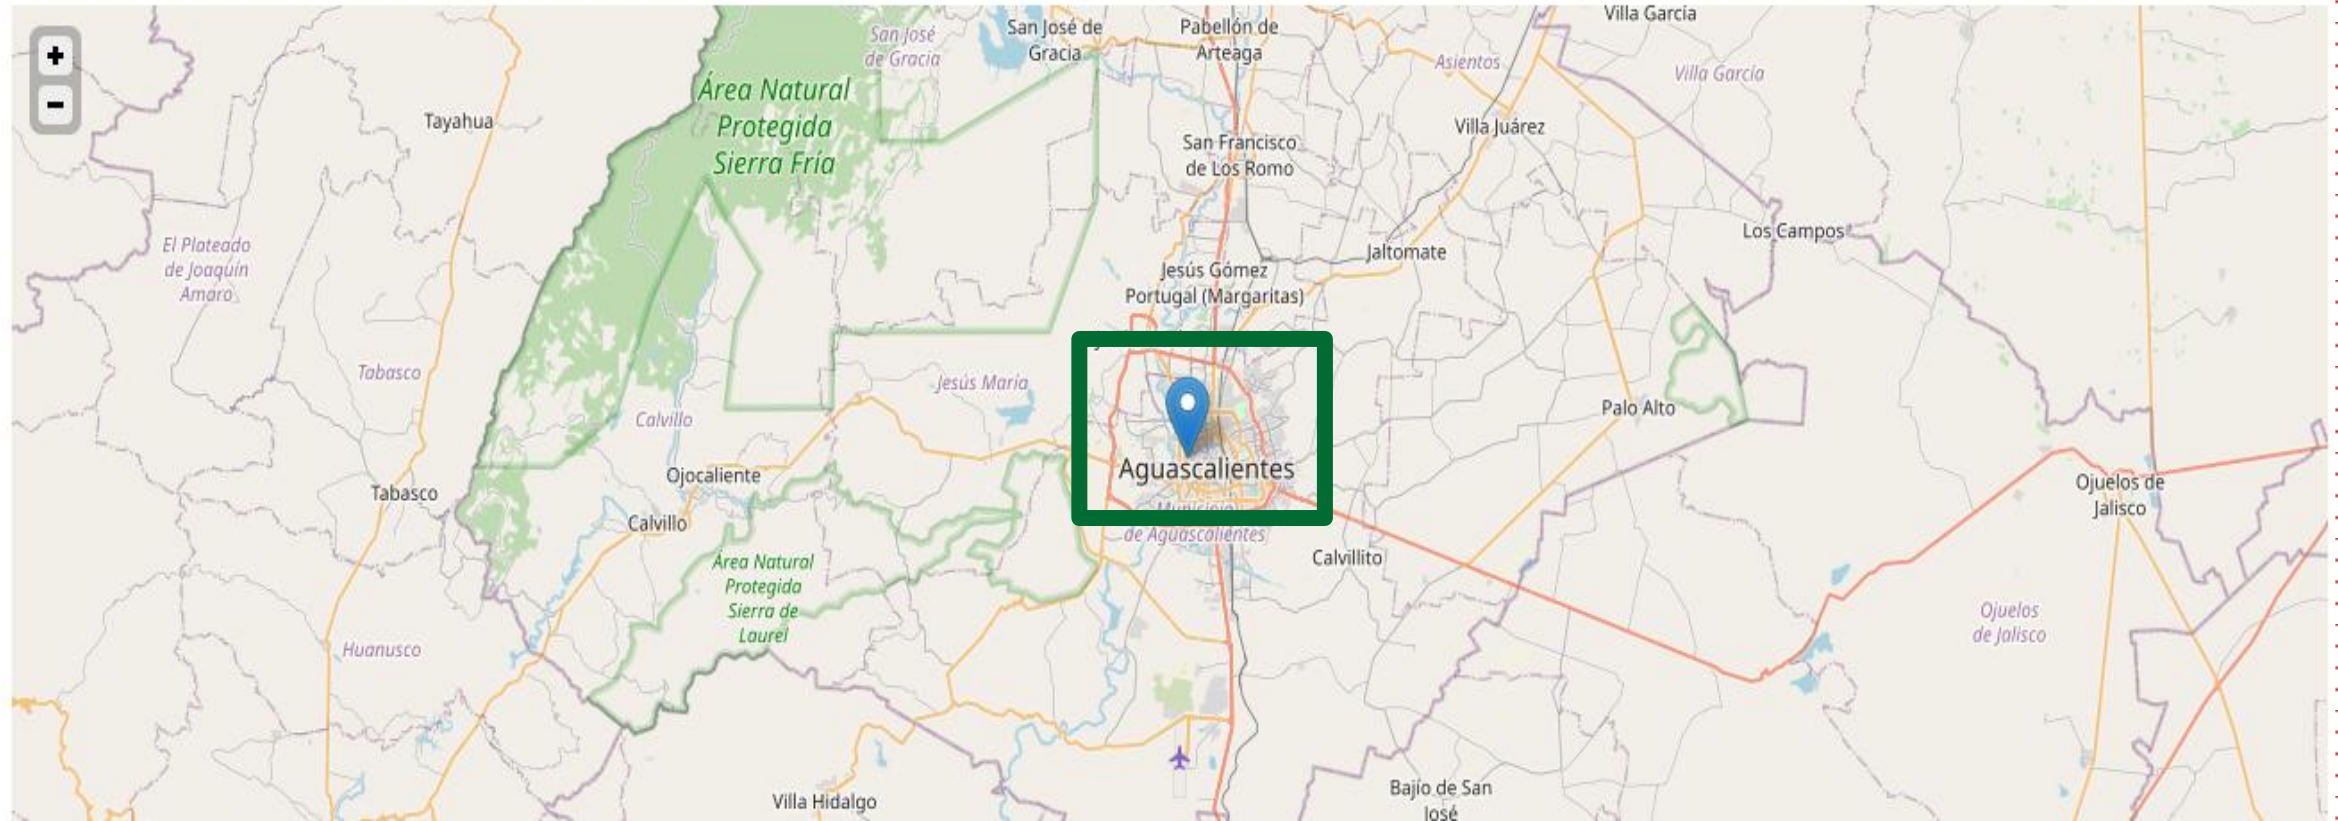 Villa García
San José de
Gracia
Pabellón de
Arteaga
San José
de Gracia
Asientos
Villa García
+
-
Área Natural
Protegida
Sierra Fría
Tayahua
Villa Juárez
San Francisco
de Los Romo
Los Campos
El Plateado
de Joaquín
Amaro
Jaltomate
Jesús Gómez
Portugal (Margaritas)
Tabasco
Jesús María
Calvillo
Palo Alto
Aguascalientes
Ojocaliente
Tabasco
Ojuelos de
Jalisco
Calvillo
Municipio
de Aguascalientes
Calvillito
Área Natural
Protegida
Sierra de
Laurel
Ojuelos
de Jalisco
Huanusco
Villa Hidalgo
Bajío de San
José